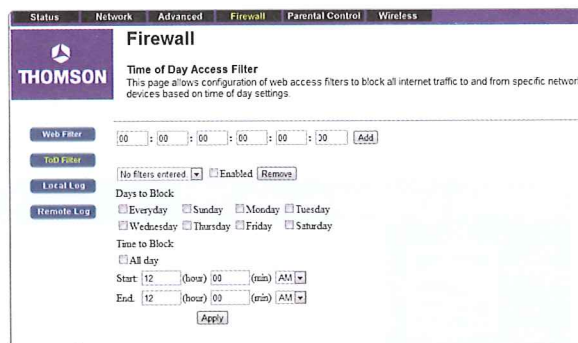 Status Network Advanced Firewall Parental Control Wireless
THOMSON
Firewall
Time of Day Access Filter
This page allows configuration of web access filters to block all internet traffic to and from specific network
devices based on time of day settings.
Web Filter
ToD Filter
Local Log
Remote Log
00 : 00 : 00 : 00 : 00 : 00 Add
No filters entered. Enabled Remove
Days to Block
Everyday Sunday Monday Tuesday
Wednesday Thursday Friday Saturday
Time to Block
All day
Start: 12 (hour) 00 (min) AM
End: 12 (hour) 00 (min) AM
Apply